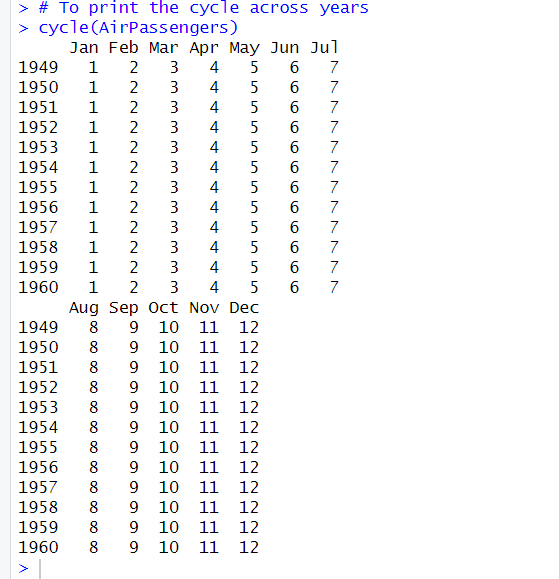 > # To print the cycle across years
> cycle(AirPassengers)
     Jan Feb Mar Apr May Jun Jul
1949   1   2   3   4   5   6   7
1950   1   2   3   4   5   6   7
1951   1   2   3   4   5   6   7
1952   1   2   3   4   5   6   7
1953   1   2   3   4   5   6   7
1954   1   2   3   4   5   6   7
1955   1   2   3   4   5   6   7
1956   1   2   3   4   5   6   7
1957   1   2   3   4   5   6   7
1958   1   2   3   4   5   6   7
1959   1   2   3   4   5   6   7
1960   1   2   3   4   5   6   7
     Aug Sep Oct Nov Dec
1949   8   9  10  11  12
1950   8   9  10  11  12
1951   8   9  10  11  12
1952   8   9  10  11  12
1953   8   9  10  11  12
1954   8   9  10  11  12
1955   8   9  10  11  12
1956   8   9  10  11  12
1957   8   9  10  11  12
1958   8   9  10  11  12
1959   8   9  10  11  12
1960   8   9  10  11  12
>